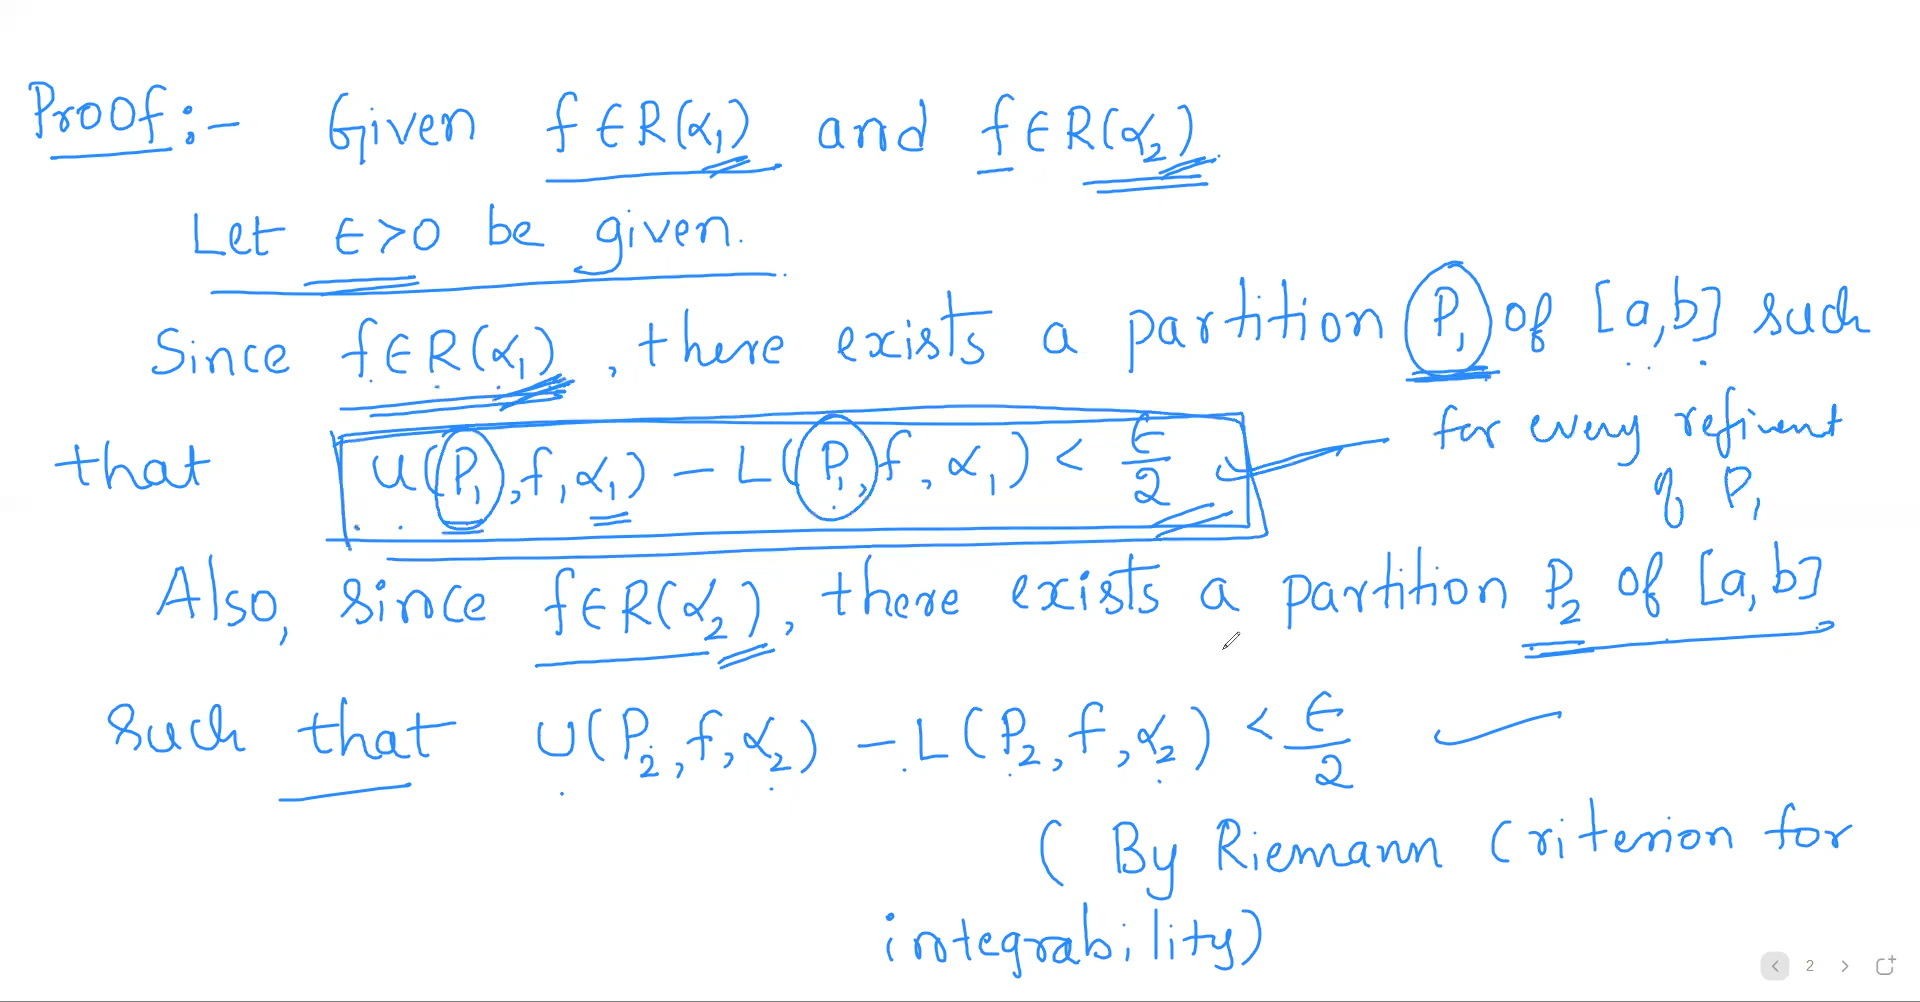 Proof:- Given f∈R(α₁) and f∈R(α₂)
Let ∈>0 be given.
Since f∈R(α₁), there exists a partition P₁ of [a,b] such
that U(P₁,f,α₁) - L(P₁,f,α₁) < ∈/2 for every refinent
of P₁
Also, since f∈R(α₂), there exists a partition P₂ of [a,b]
such that U(P₂,f,α₂) - L(P₂,f,α₂) < ∈/2
(By Riemann Criterion for
integrability)
2